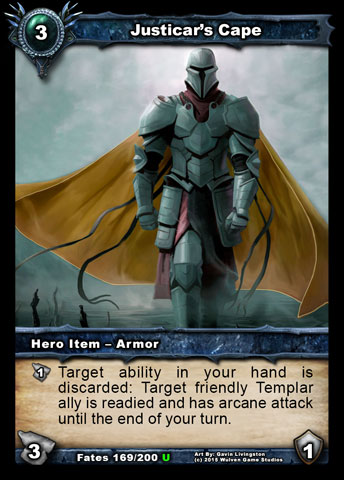 3
Justicar's Cape
Hero Item – Armor
1 Target ability in your hand is
discarded: Target friendly Templar
ally is readied and has arcane attack
until the end of your turn.
3
Fates 169/200 U
Art By: Gavin Livingston
(c) 2015 Wulven Game Studios
1